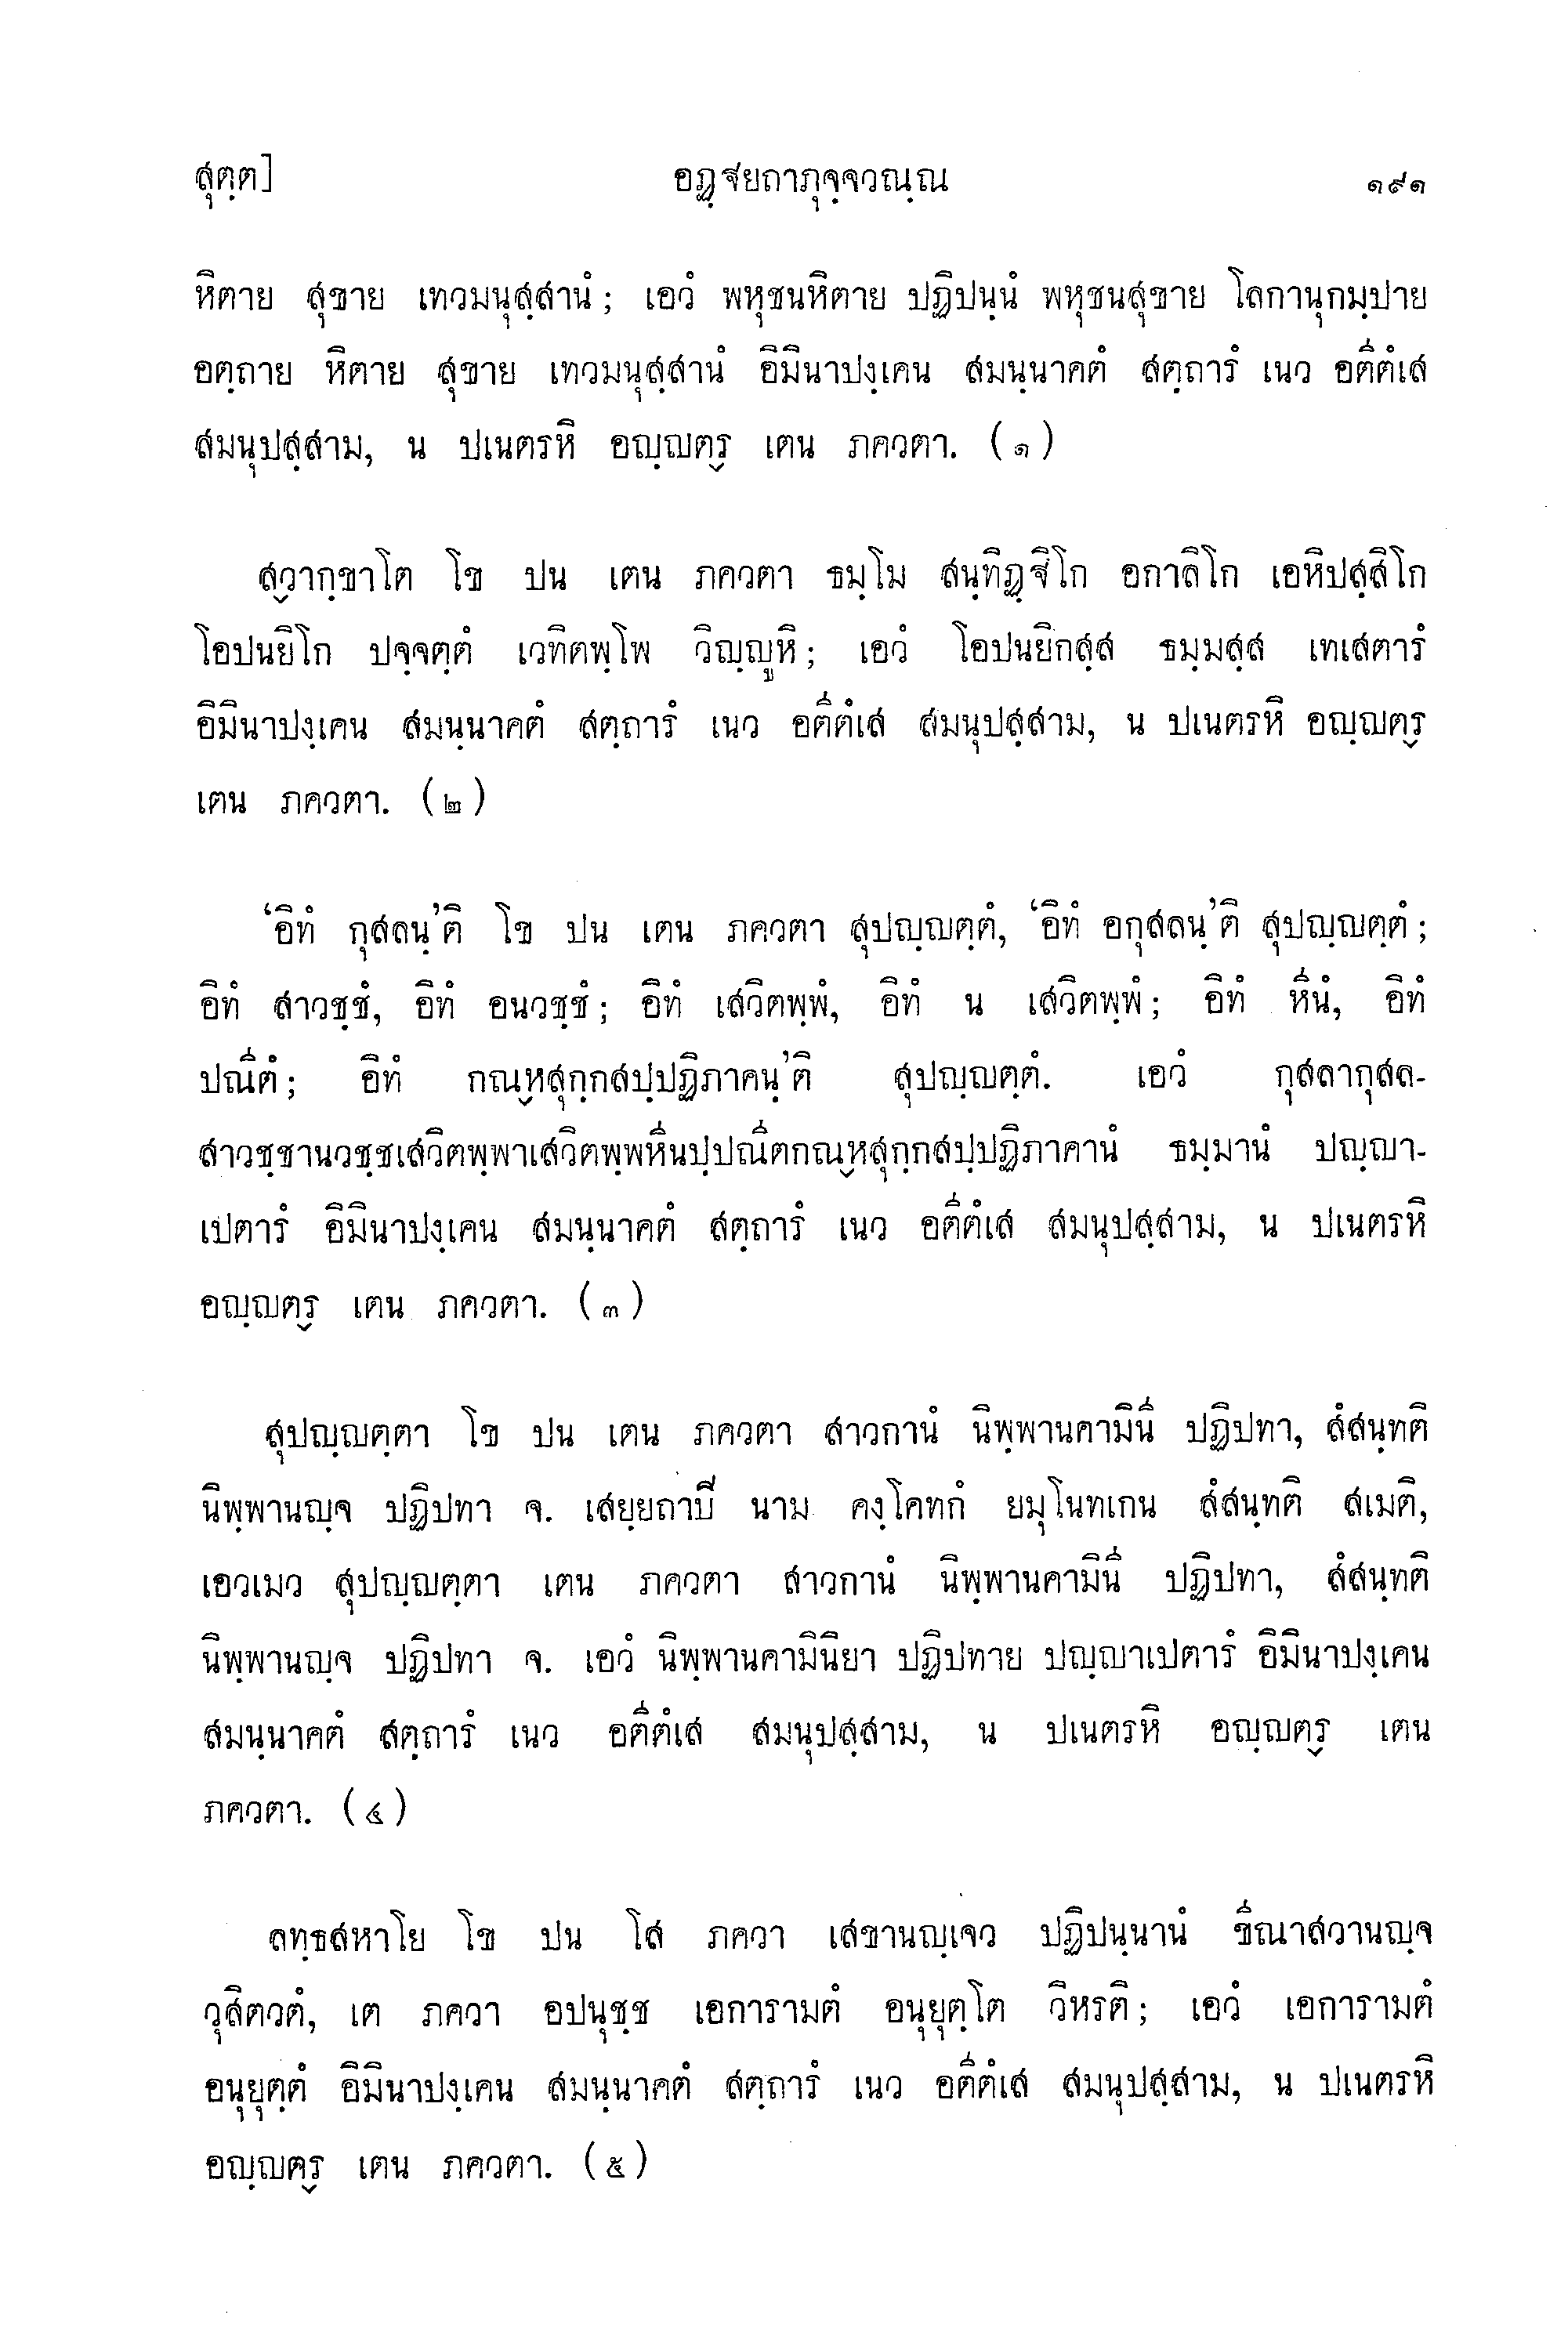 สุตฺต] อฏฺฐยถาภุจฺจวณฺณ ๑๙๑
หิตาย สุขาย เทวมนุสฺสานํ; เอวํ พหุชนหิตาย ปฏิปนฺนํ พหุชนสุขาย โลกานุกมฺปาย
อตฺถาย หิตาย สุขาย เทวมนุสฺสานํ อิมินาปงฺเคน สมนฺนาคตํ สตฺถารํ เนว อตีตํเส
สมนุปสฺสาม, น ปเนตรหิ อญฺญตฺร เตน ภควตา. (๑)
สฺวากฺขาโต โข ปน เตน ภควตา ธมฺโม สนฺทิฏฺฐิโก อกาลิโก เอหิปสฺสิโก
โอปนยิโก ปจฺจตฺตํ เวทิตพฺโพ วิญฺญูหิ; เอวํ โอปนยิกสฺส ธมฺมสฺส เทเสตารํ
อิมินาปงฺเคน สมนฺนาคตํ สตฺถารํ เนว อตีตํเส สมนุปสฺสาม, น ปเนตรหิ อญฺญตฺร
เตน ภควตา. (๒)
‘อิทํ กุสลนฺ’ติ โข ปน เตน ภควตา สุปญฺญตฺตํ, ‘อิทํ อกุสลนฺ’ติ สุปญฺญตฺตํ;
อิทํ สาวชฺชํ, อิทํ อนวชฺชํ; อิทํ เสวิตพฺพํ, อิทํ น เสวิตพฺพํ; อิทํ หีนํ, อิทํ
ปณีตํ; อิทํ กณฺหสุกฺกสปฺปฏิภาคนฺ’ติ สุปญฺญตฺตํ. เอวํ กุสลากุสล-
สาวชฺชานวชฺชเสวิตพฺพาเสวิตพฺพหีนปฺปณีตกณฺหสุกฺกสปฺปฏิภาคานํ ธมฺมานํ ปญฺญา-
เปตารํ อิมินาปงฺเคน สมนฺนาคตํ สตฺถารํ เนว อตีตํเส สมนุปสฺสาม, น ปเนตรหิ
อญฺญตฺร เตน ภควตา. (๓)
สุปญฺญตฺตา โข ปน เตน ภควตา สาวกานํ นิพฺพานคามินี ปฏิปทา, สํสนฺทติ
นิพฺพานญฺจ ปฏิปทา จ. เสยฺยถาปี นาม คงฺโคทกํ ยมุโนทเกน สํสนฺทติ สเมติ,
เอวเมว สุปญฺญตฺตา เตน ภควตา สาวกานํ นิพฺพานคามินี ปฏิปทา, สํสนฺทติ
นิพฺพานญฺจ ปฏิปทา จ. เอวํ นิพฺพานคามินิยา ปฏิปทาย ปญฺญาเปตารํ อิมินาปงฺเคน
สมนฺนาคตํ สตฺถารํ เนว อตีตํเส สมนุปสฺสาม, น ปเนตรหิ อญฺญตฺร เตน
ภควตา. (๔)
ลทฺธสหาโย โข ปน โส ภควา เสขานญฺเจว ปฏิปนฺนานํ ขีณาสวานญฺจ
วุสิตวตํ, เต ภควา อปนุชฺช เอการามตํ อนุยุตฺโต วิหรติ; เอวํ เอการามตํ
อนุยุตฺตํ อิมินาปงฺเคน สมนฺนาคตํ สตฺถารํ เนว อตีตํเส สมนุปสฺสาม, น ปเนตรหิ
อญฺญตฺร เตน ภควตา. (๕)